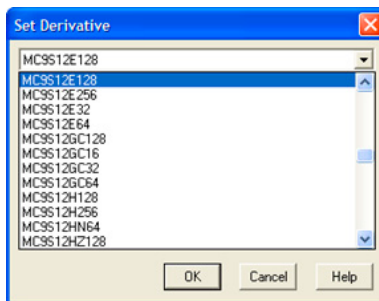 Set Derivative
MC9S12E128
MC9S12E128
MC9S12E256
MC9S12E32
MC9S12E64
MC9S12GC128
MC9S12GC16
MC9S12GC32
MC9S12GC64
MC9S12H128
MC9S12H256
MC9S12HN64
MC9S12HZ128
OK Cancel Help